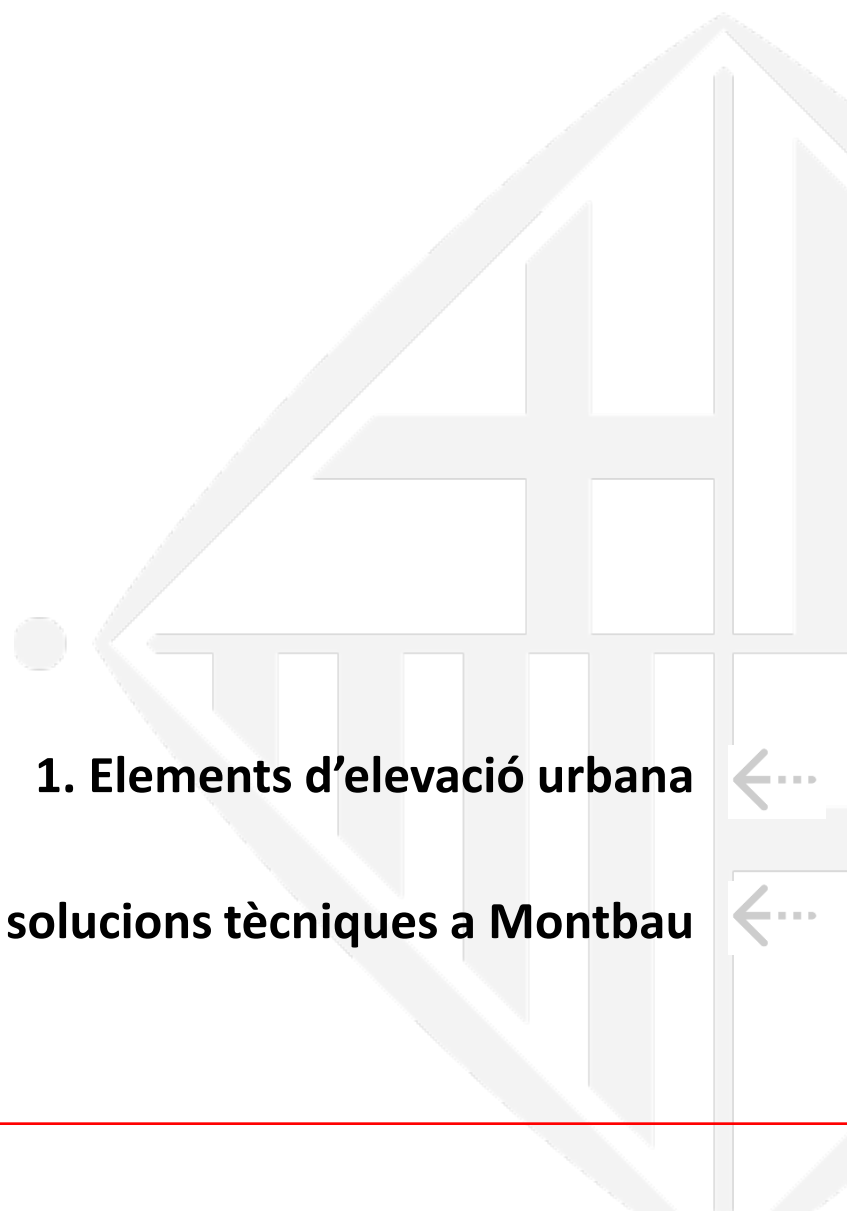 1. Elements d’elevació urbana
solucions tècniques a Montbau